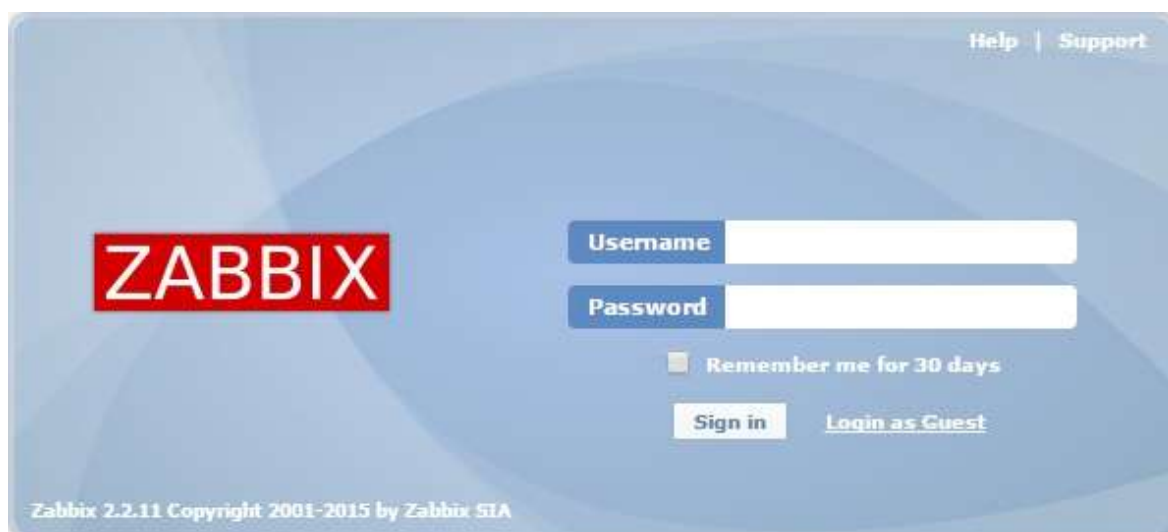 Help | Support
ZABBIX
Username
Password
Remember me for 30 days
Sign in Login as Guest
Zabbix 2.2.11 Copyright 2001-2015 by Zabbix SIA